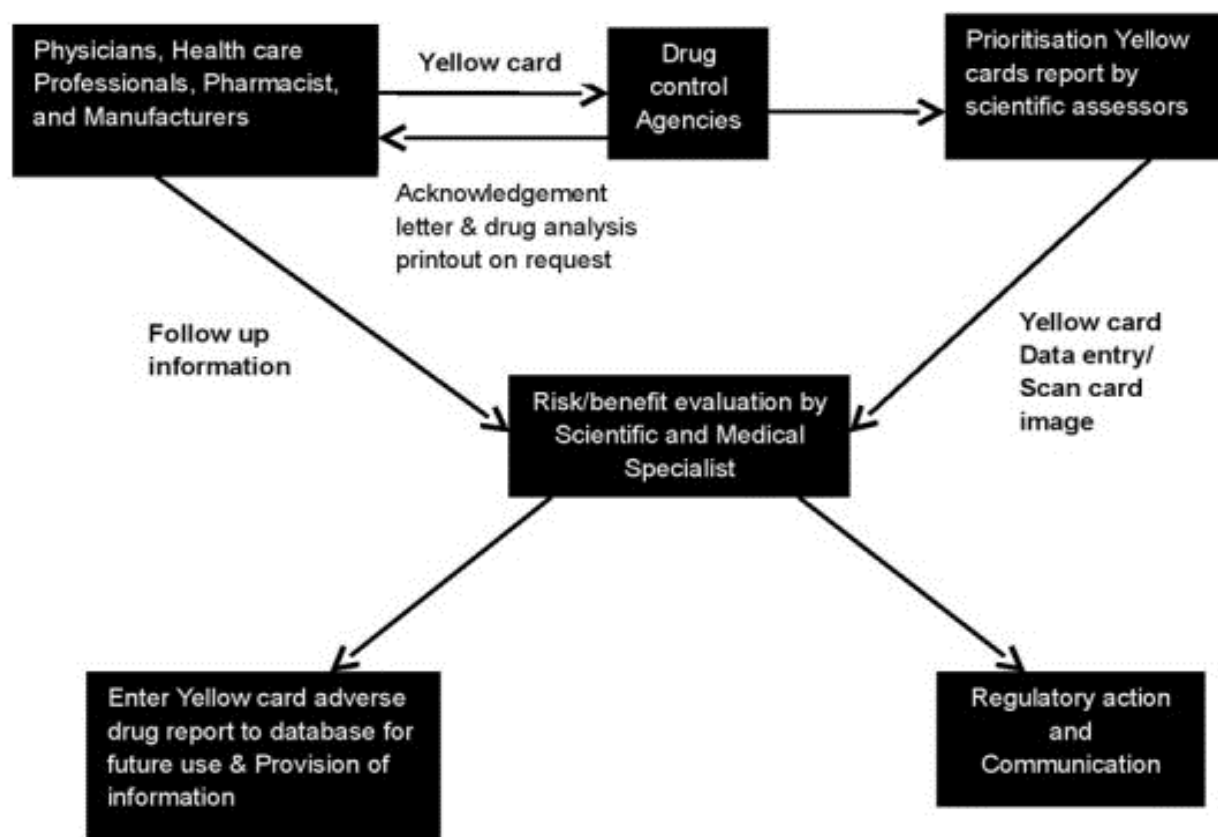 Physicians, Health care
Professionals, Pharmacist,
and Manufacturers
Yellow card
Drug
control
Agencies
Prioritisation Yellow
cards report by
scientific assessors
Acknowledgement
letter & drug analysis
printout on request
Follow up
information
Yellow card
Data entry/
Scan card
image
Risk/benefit evaluation by
Scientific and Medical
Specialist
Enter Yellow card adverse
drug report to database for
future use & Provision of
information
Regulatory action
and
Communication